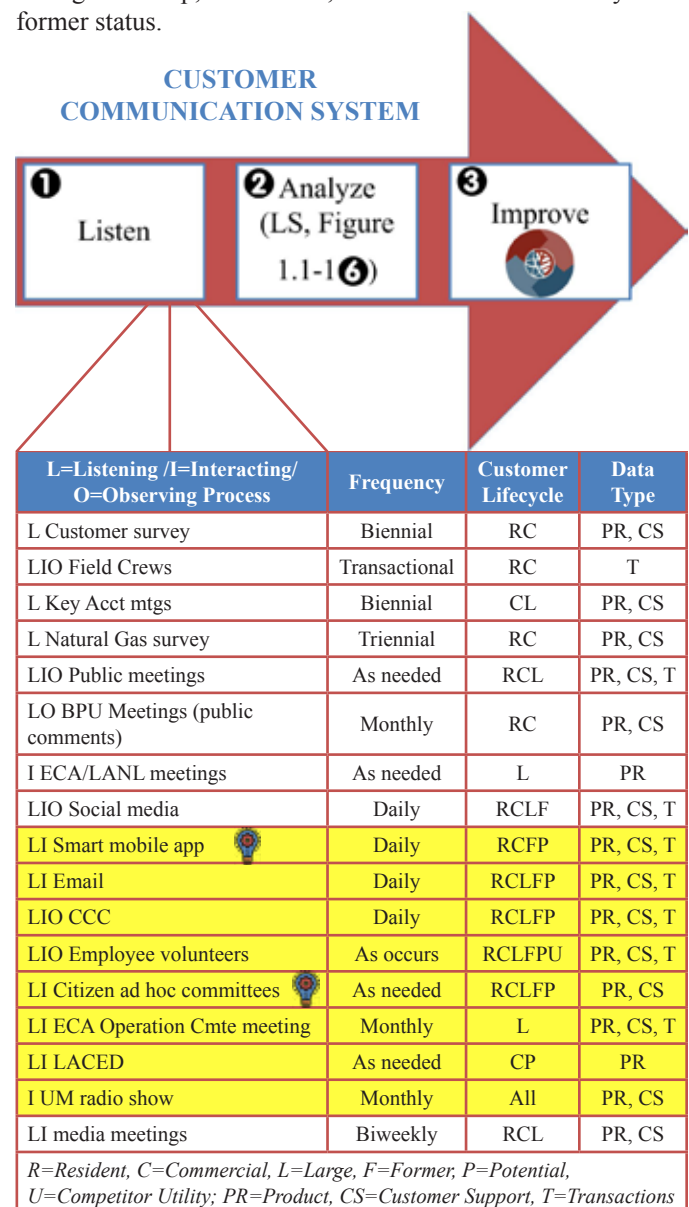 former status.
CUSTOMER
COMMUNICATION SYSTEM
❶
Listen
❷ Analyze
(LS, Figure
1.1-1❻)
❸
Improve
L=Listening /I=Interacting/ O=Observing Process Frequency Customer Lifecycle Data Type
L Customer survey Biennial RC PR, CS
LIO Field Crews Transactional RC T
L Key Acct mtgs Biennial CL PR, CS
L Natural Gas survey Triennial RC PR, CS
LIO Public meetings As needed RCL PR, CS, T
LO BPU Meetings (public comments) Monthly RC PR, CS
I ECA/LANL meetings As needed L PR
LIO Social media Daily RCLF PR, CS, T
LI Smart mobile app Daily RCFP PR, CS, T
LI Email Daily RCLFP PR, CS, T
LIO CCC Daily RCLFP PR, CS, T
LIO Employee volunteers As occurs RCLFPU PR, CS, T
LI Citizen ad hoc committees As needed RCLFP PR, CS
LI ECA Operation Cmte meeting Monthly L PR, CS, T
LI LACED As needed CP PR
I UM radio show Monthly All PR, CS
LI media meetings Biweekly RCL PR, CS
R=Resident, C=Commercial, L=Large, F=Former, P=Potential,
U=Competitor Utility; PR=Product, CS=Customer Support, T=Transactions